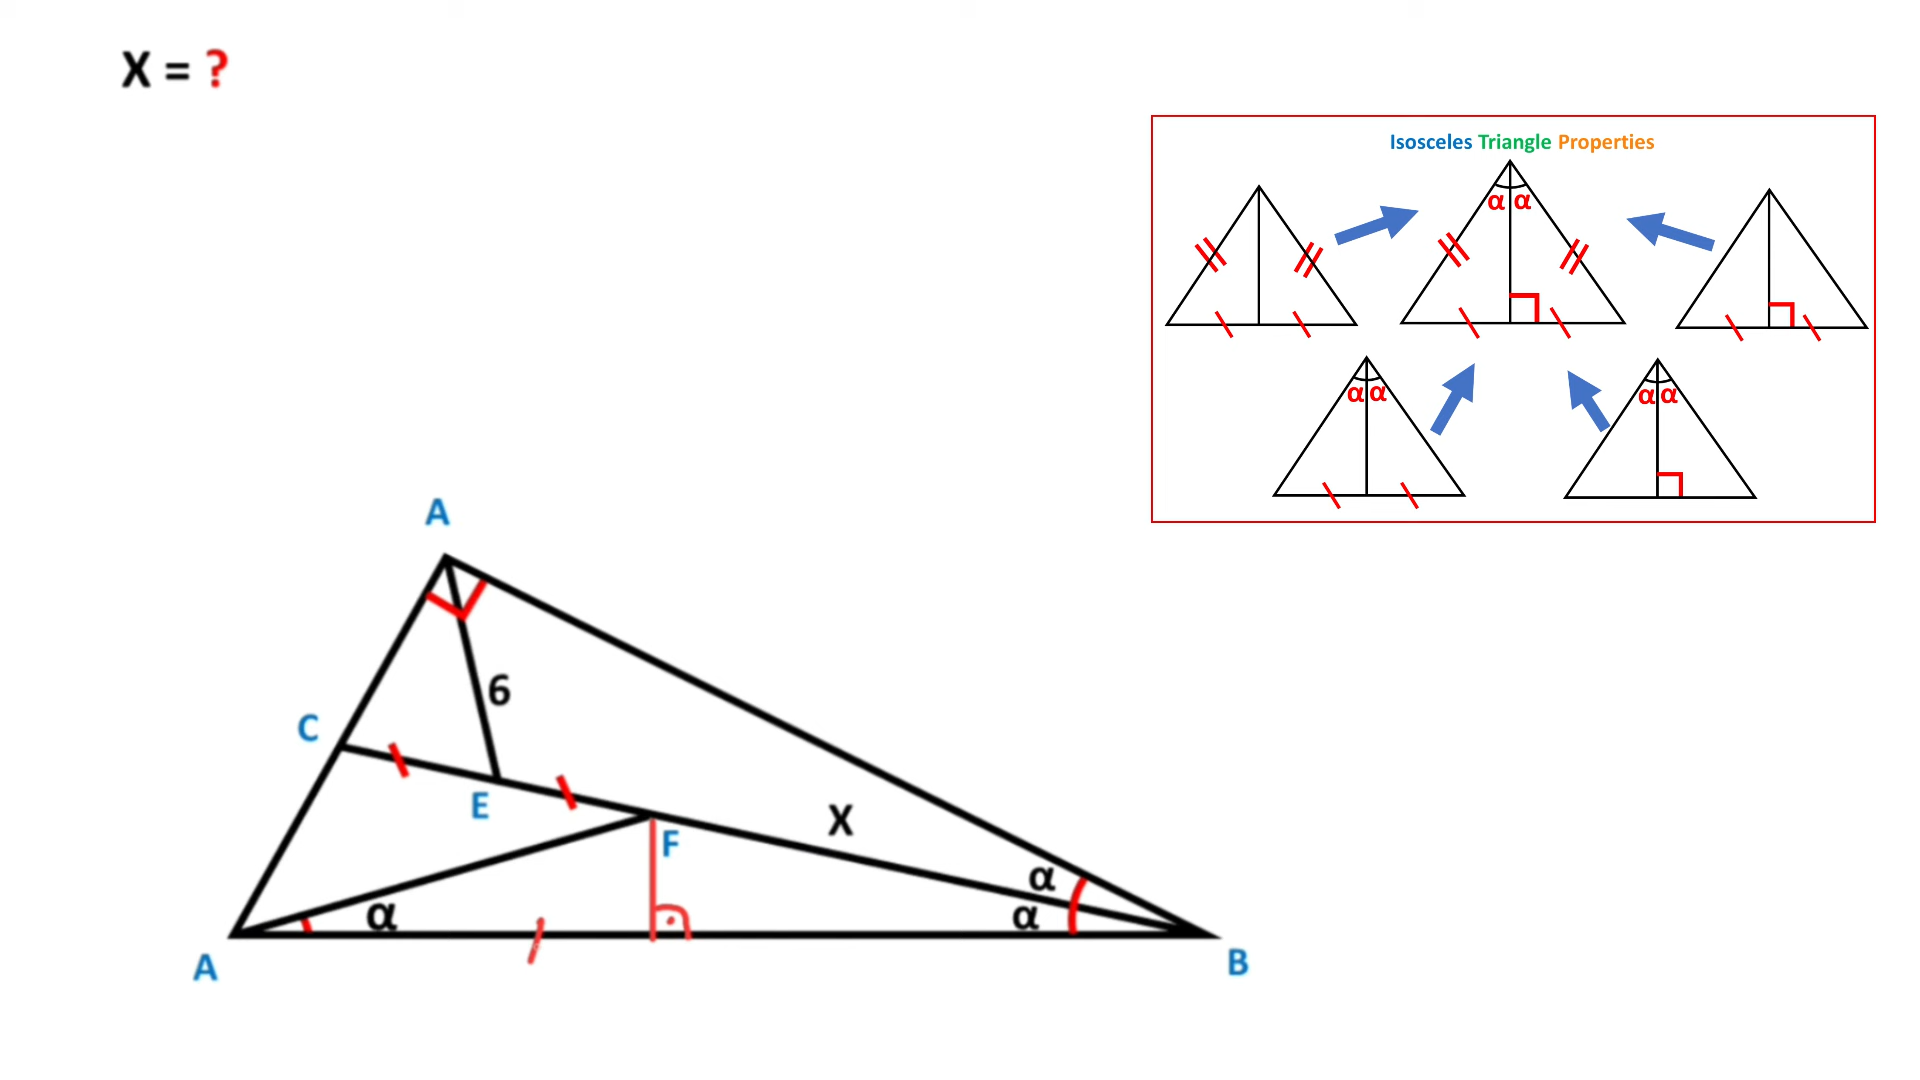 X = ?
Isosceles Triangle Properties
α α
α α
α α
A
6
C
E
X
F
α
α
α
A
B